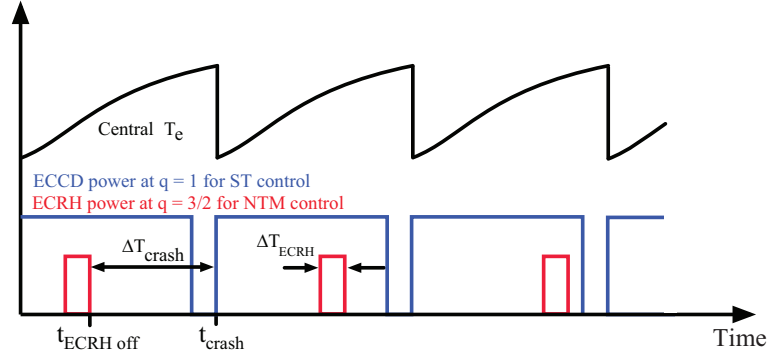 Central T_e
ECCD power at q = 1 for ST control
ECRH power at q = 3/2 for NTM control
ΔT_crash
ΔT_ECRH
t_ECRH off
t_crash
Time